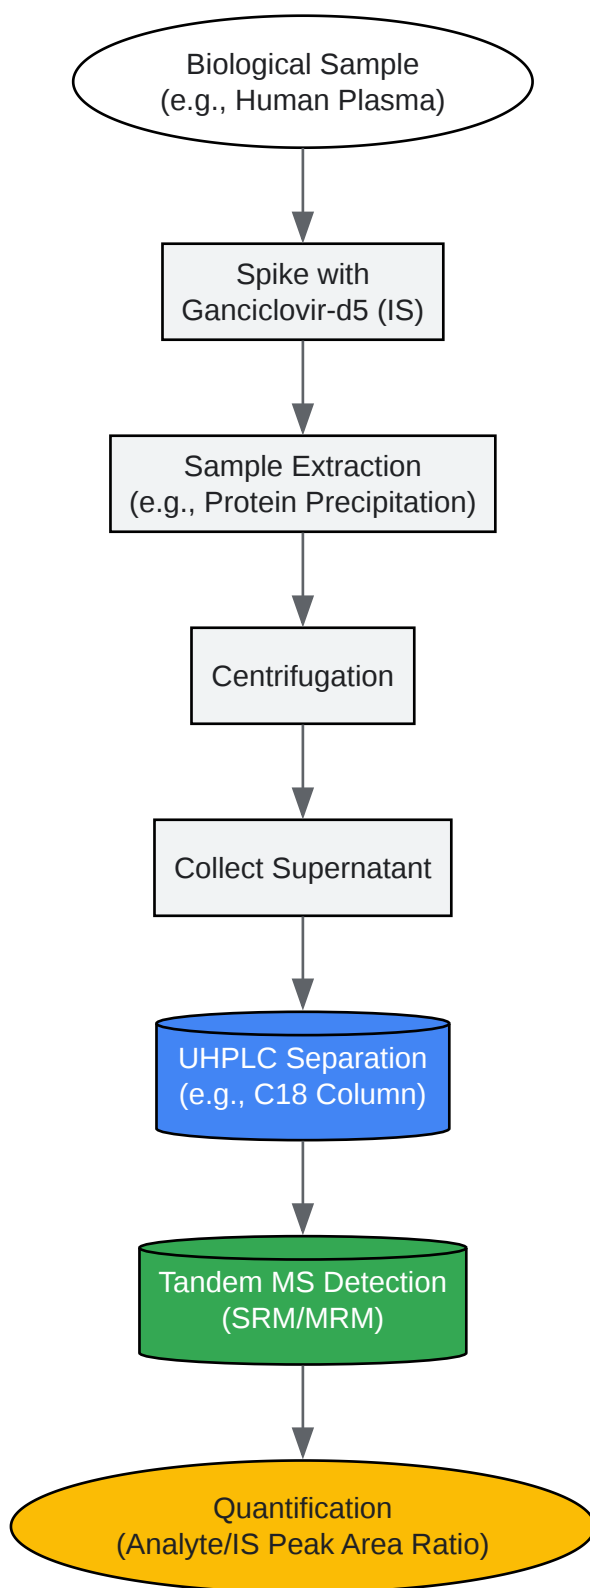 Biological Sample
(e.g., Human Plasma)
Spike with
Ganciclovir-d5 (IS)
Sample Extraction
(e.g., Protein Precipitation)
Centrifugation
Collect Supernatant
UHPLC Separation
(e.g., C18 Column)
Tandem MS Detection
(SRM/MRM)
Quantification
(Analyte/IS Peak Area Ratio)